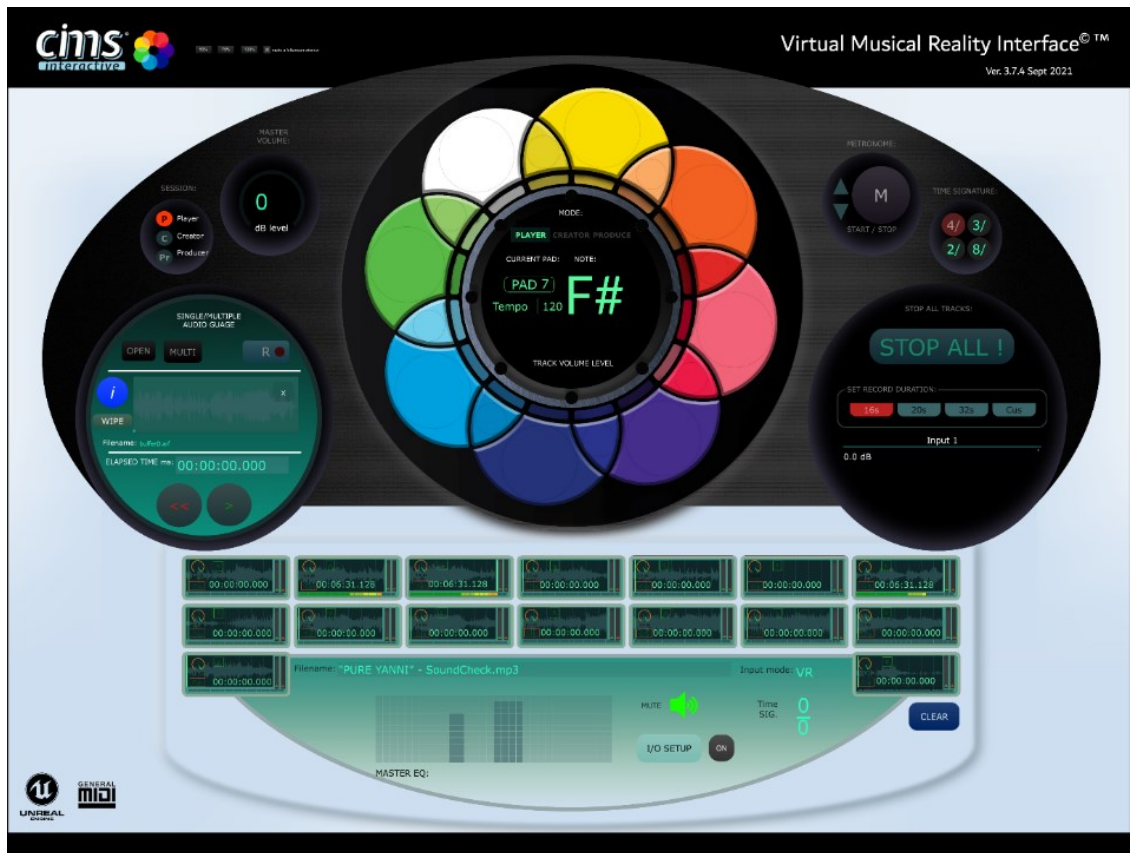 cims
interactive
Virtual Musical Reality Interface© ™
Ver. 3.7.4 Sept 2021
MASTER
VOLUME:
0
dB level
SESSION:
P Player
C Creator
Pr Producer
METRONOME:
M
START / STOP
TIME SIGNATURE:
4/ 3/
2/ 8/
MODE:
PLAYER CREATOR PRODUCE
CURRENT PAD: NOTE:
PAD 7
F#
Tempo 120
TRACK VOLUME LEVEL
SINGLE/MULTIPLE
AUDIO GUAGE
OPEN MULTI R
i x
WIPE
Filename: buffer0.aif
ELAPSED TIME ms: 00:00:00.000
<< >
STOP ALL TRACKS:
STOP ALL !
SET RECORD DURATION:
16s 20s 32s Cus
Input 1
0.0 dB
00:00:00.000 00:06:31.128 00:06:31.128 00:00:00.000 00:00:00.000 00:00:00.000 00:06:31.128
00:00:00.000 00:00:00.000 00:00:00.000 00:00:00.000 00:00:00.000 00:00:00.000 00:00:00.000
00:00:00.000 00:00:00.000
Filename: "PURE YANNI" - SoundCheck.mp3
Input mode: VR
MUTE
Time
SIG.
0
0
I/O SETUP ON
CLEAR
MASTER EQ:
UNREAL
ENGINE
GENERAL
MIDI